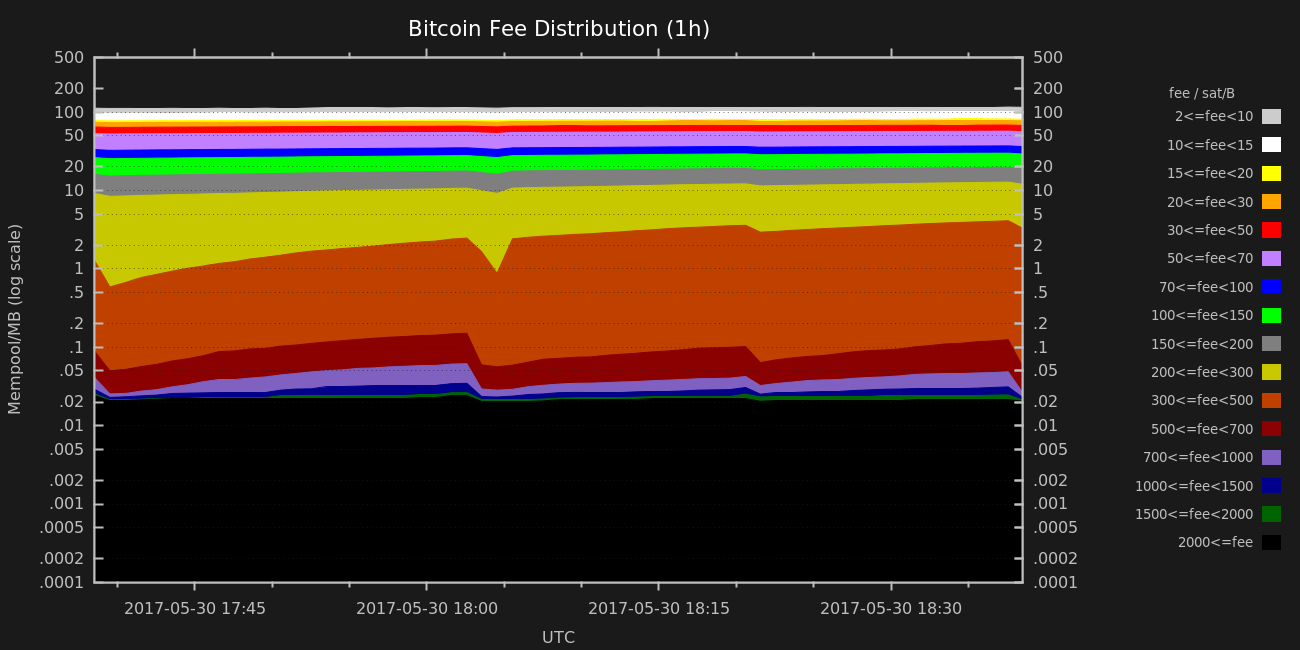 Bitcoin Fee Distribution (1h)
Mempool/MB (log scale)
500
200
100
50
20
10
5
2
1
.5
.2
.1
.05
.02
.01
.005
.002
.001
.0005
.0002
.0001
500
200
100
50
20
10
5
2
1
.5
.2
.1
.05
.02
.01
.005
.002
.001
.0005
.0002
.0001
2017-05-30 17:45 2017-05-30 18:00 2017-05-30 18:15 2017-05-30 18:30
UTC
fee / sat/B
2<=fee<10
10<=fee<15
15<=fee<20
20<=fee<30
30<=fee<50
50<=fee<70
70<=fee<100
100<=fee<150
150<=fee<200
200<=fee<300
300<=fee<500
500<=fee<700
700<=fee<1000
1000<=fee<1500
1500<=fee<2000
2000<=fee